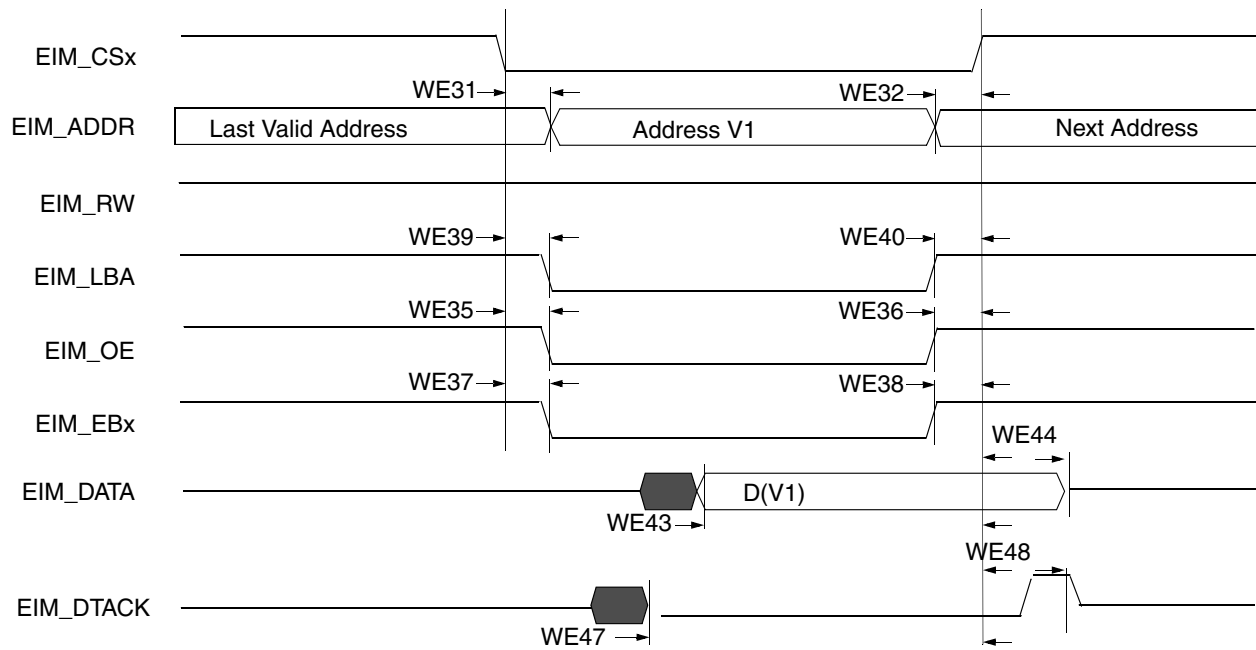 EIM_CSx
WE31
WE32
EIM_ADDR
Last Valid Address
Address V1
Next Address
EIM_RW
WE39
WE40
EIM_LBA
WE35
WE36
EIM_OE
WE37
WE38
EIM_EBx
WE44
EIM_DATA
D(V1)
WE43
WE48
EIM_DTACK
WE47